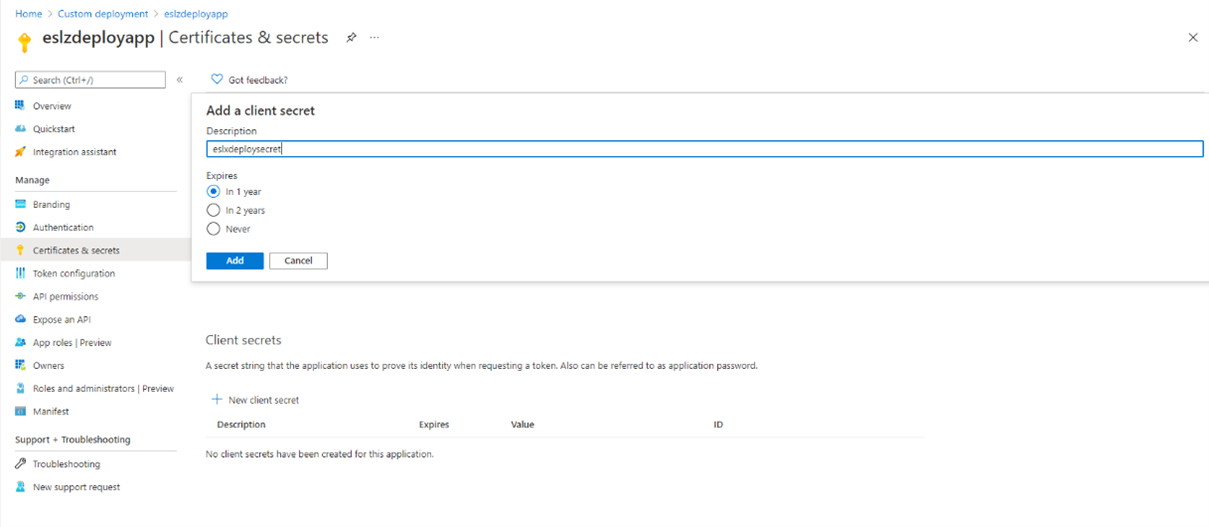 Home > Custom deployment > eslzdeployapp
eslzdeployapp | Certificates & secrets
Search (Ctrl+/)
Got feedback?
Overview
Quickstart
Integration assistant
Manage
Branding
Authentication
Certificates & secrets
Token configuration
API permissions
Expose an API
App roles | Preview
Owners
Roles and administrators | Preview
Manifest
Support + Troubleshooting
Troubleshooting
New support request
Add a client secret
Description
eslxdeploysecret
Expires
In 1 year
In 2 years
Never
Add Cancel
Client secrets
A secret string that the application uses to prove its identity when requesting a token. Also can be referred to as application password.
New client secret
Description Expires Value ID
No client secrets have been created for this application.